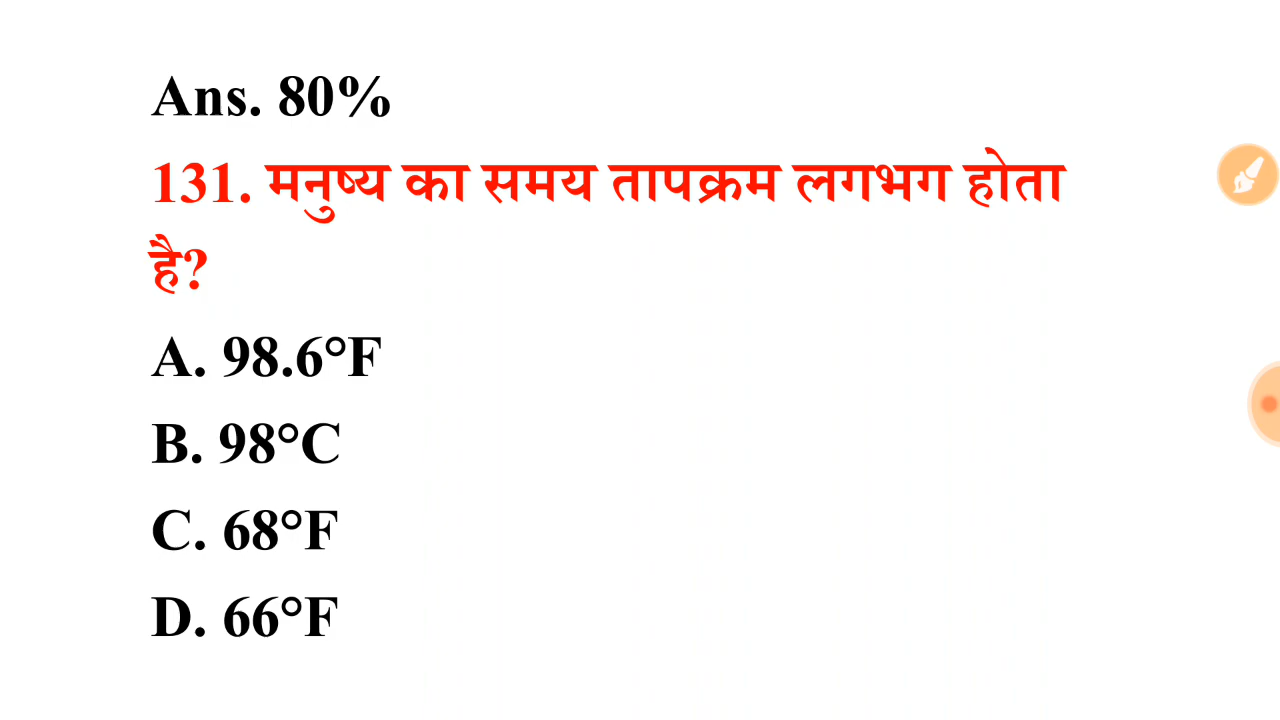 Ans. 80%
131. मनुष्य का समय तापक्रम लगभग होता
है?
A. 98.6°F
B. 98°C
C. 68°F
D. 66°F